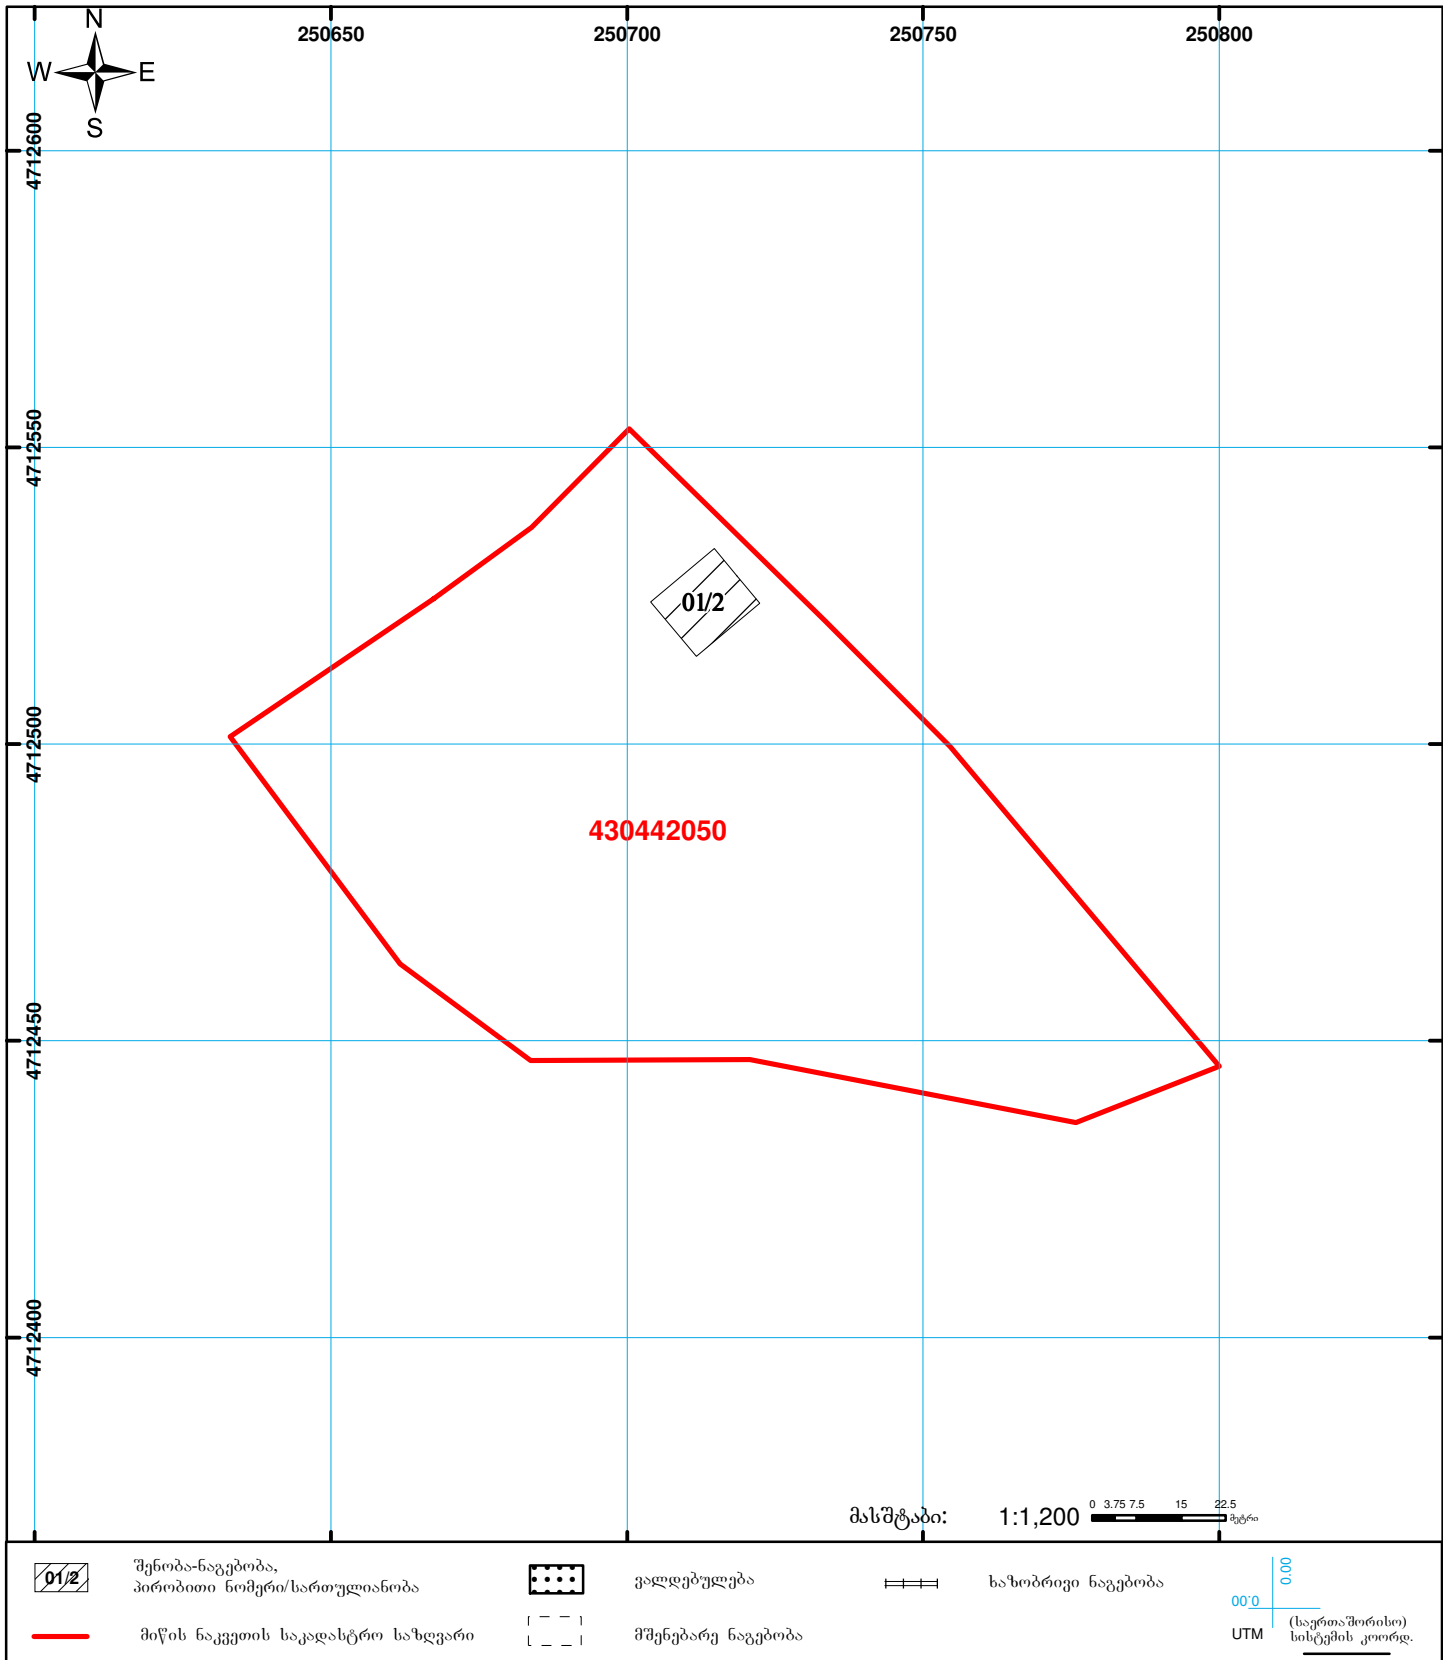 N
W E
S
250650 250700 250750 250800
4712600
4712550
4712500
4712450
4712400
01/2
430442050
მასშტაბი: 1:1,200
0 3.75 7.5 15 22.5
მეტრი
01/2
შენობა-ნაგებობა,
პირობითი ნომერი/სართულიანობა
ვალდებულება
ხაზობრივი ნაგებობა
მიწის ნაკვეთის საკადასტრო საზღვარი
მშენებარე ნაგებობა
0.00
0.00
UTM
(საერთაშორისო)
სისტემის კოორდ.